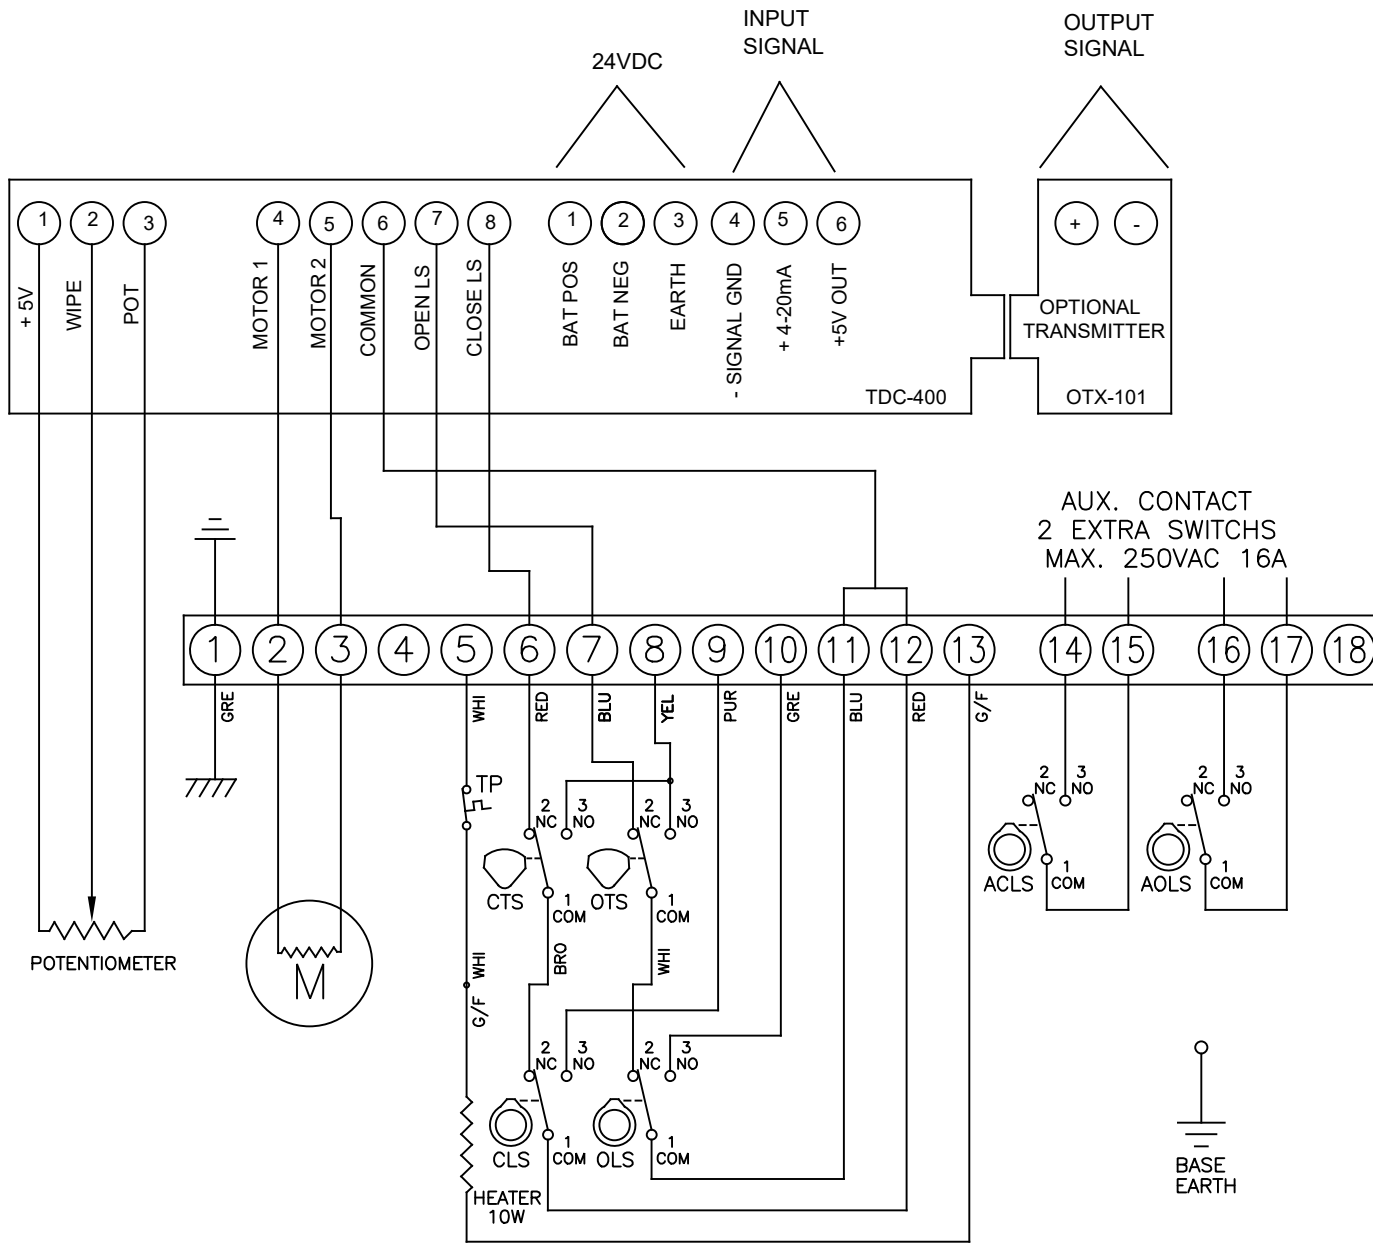 INPUT
SIGNAL
OUTPUT
SIGNAL
24VDC
1 2 3 4 5 6 7 8 1 2 3 4 5 6 + -
+ 5V
WIPE
POT
MOTOR 1
MOTOR 2
COMMON
OPEN LS
CLOSE LS
BAT POS
BAT NEG
EARTH
- SIGNAL GND
+ 4-20mA
+5V OUT
OPTIONAL
TRANSMITTER
TDC-400
OTX-101
AUX. CONTACT
2 EXTRA SWITCHS
MAX. 250VAC 16A
1 2 3 4 5 6 7 8 9 10 11 12 13 14 15 16 17 18
GRE
WHI
RED
BLU
YEL
PUR
GRE
BLU
RED
G/F
TP
2
NC
3
NO
2
NC
3
NO
2
NC
3
NO
2
NC
3
NO
CTS
1
COM
OTS
1
COM
ACLS
1
COM
AOLS
1
COM
POTENTIOMETER
M
WHI
G/F
BRO
WHI
2
NC
3
NO
2
NC
3
NO
CLS
1
COM
OLS
1
COM
HEATER
10W
BASE
EARTH